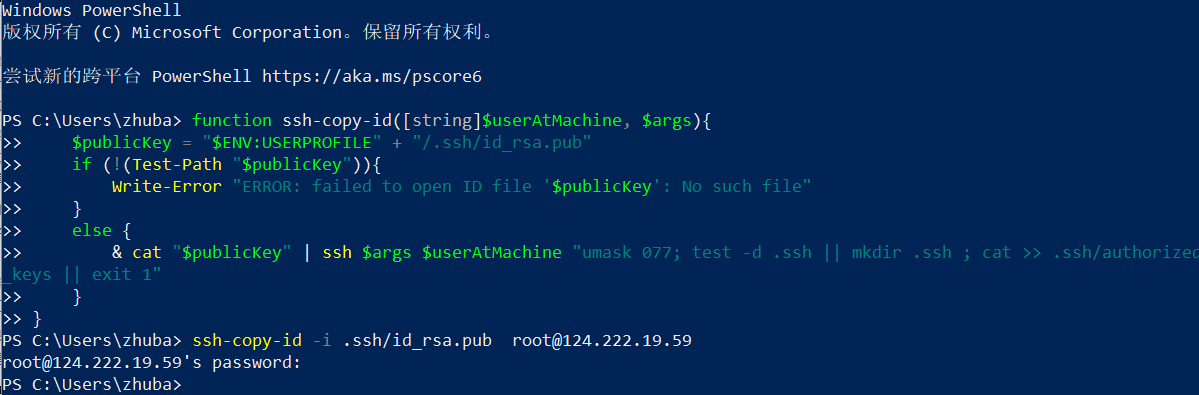 Windows PowerShell
版权所有 (C) Microsoft Corporation。保留所有权利。
尝试新的跨平台 PowerShell https://aka.ms/pscore6
PS C:\Users\zhuba> function ssh-copy-id([string]$userAtMachine, $args){
>>     $publicKey = "$ENV:USERPROFILE" + "/.ssh/id_rsa.pub"
>>     if (!(Test-Path "$publicKey")){
>>         Write-Error "ERROR: failed to open ID file '$publicKey': No such file"
>>     }
>>     else {
>>         & cat "$publicKey" | ssh $args $userAtMachine "umask 077; test -d .ssh || mkdir .ssh ; cat >> .ssh/authorized
_keys || exit 1"
>>     }
>> }
PS C:\Users\zhuba> ssh-copy-id -i .ssh/id_rsa.pub  root@124.222.19.59
root@124.222.19.59's password:
PS C:\Users\zhuba>